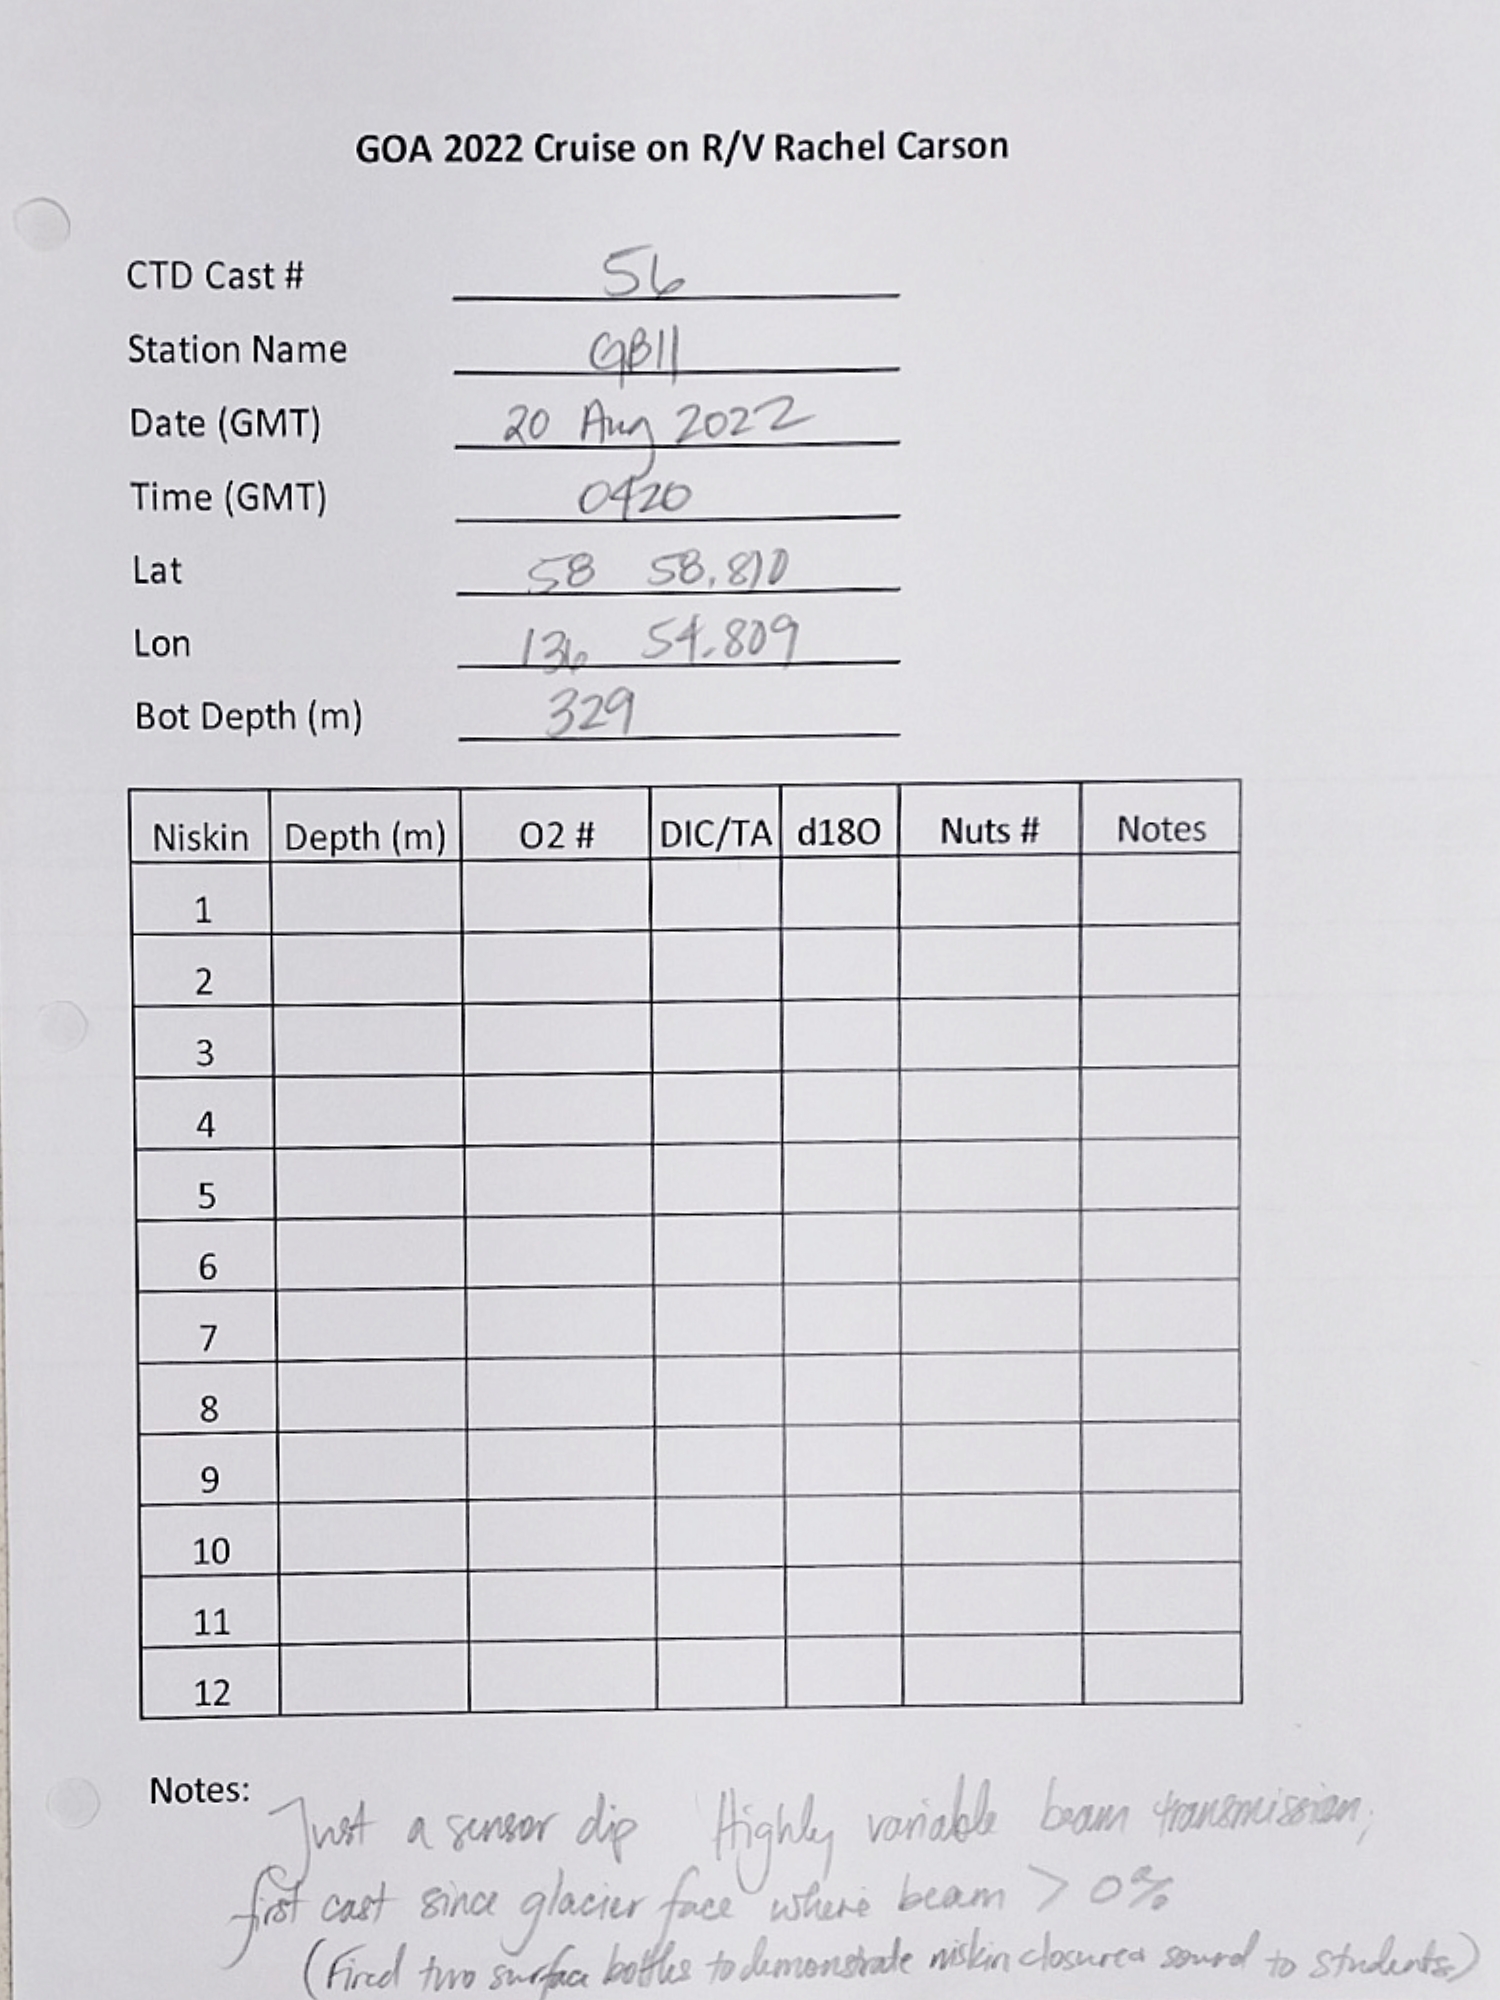 GOA 2022 Cruise on R/V Rachel Carson
CTD Cast # 56
Station Name GB11
Date (GMT) 20 Aug 2022
Time (GMT) 0420
Lat 58 58.810
Lon 136 54.809
Bot Depth (m) 329
Niskin Depth (m) O2 # DIC/TA d18O Nuts # Notes
1
2
3
4
5
6
7
8
9
10
11
12
Notes: Just a sensor dip Highly variable beam transmission;
first cast since glacier face where beam > 0%
(Fired two surface bottles to demonstrate niskin closures sound to students)